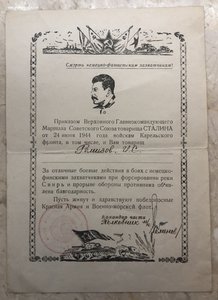 Смерть немецко-фашистским захватчикам!
Приказом Верховного Главнокомандующего
Маршала Советского Союза товарища СТАЛИНА
от 24 июня 1944 года войскам Карельского
фронта, в том числе, и Вам товарищ
За отличные боевые действия в боях с немецко-
финскими захватчиками при форсировании реки
Свирь и прорыве обороны противника объяв-
лена благодарность.
Пусть живут и здравствуют победоносные
Красная Армия и Военно-морской флот!
Командир части